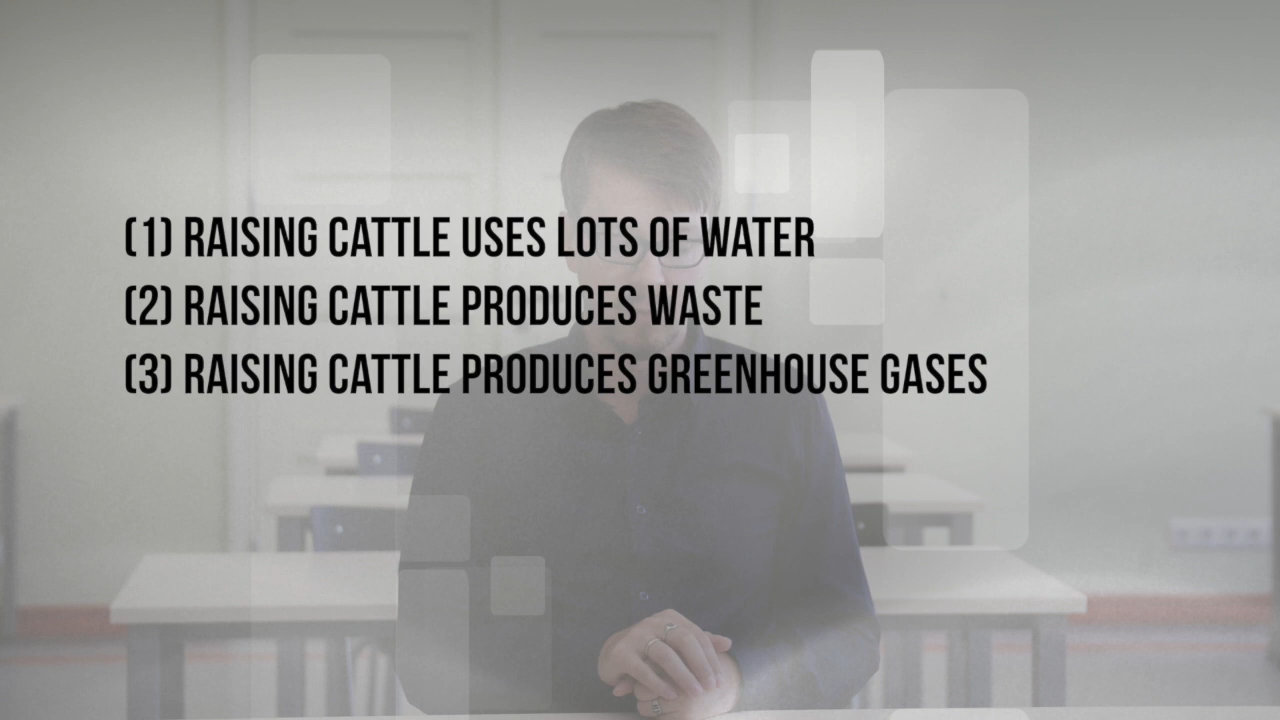 (1) RAISING CATTLE USES LOTS OF WATER
(2) RAISING CATTLE PRODUCES WASTE
(3) RAISING CATTLE PRODUCES GREENHOUSE GASES